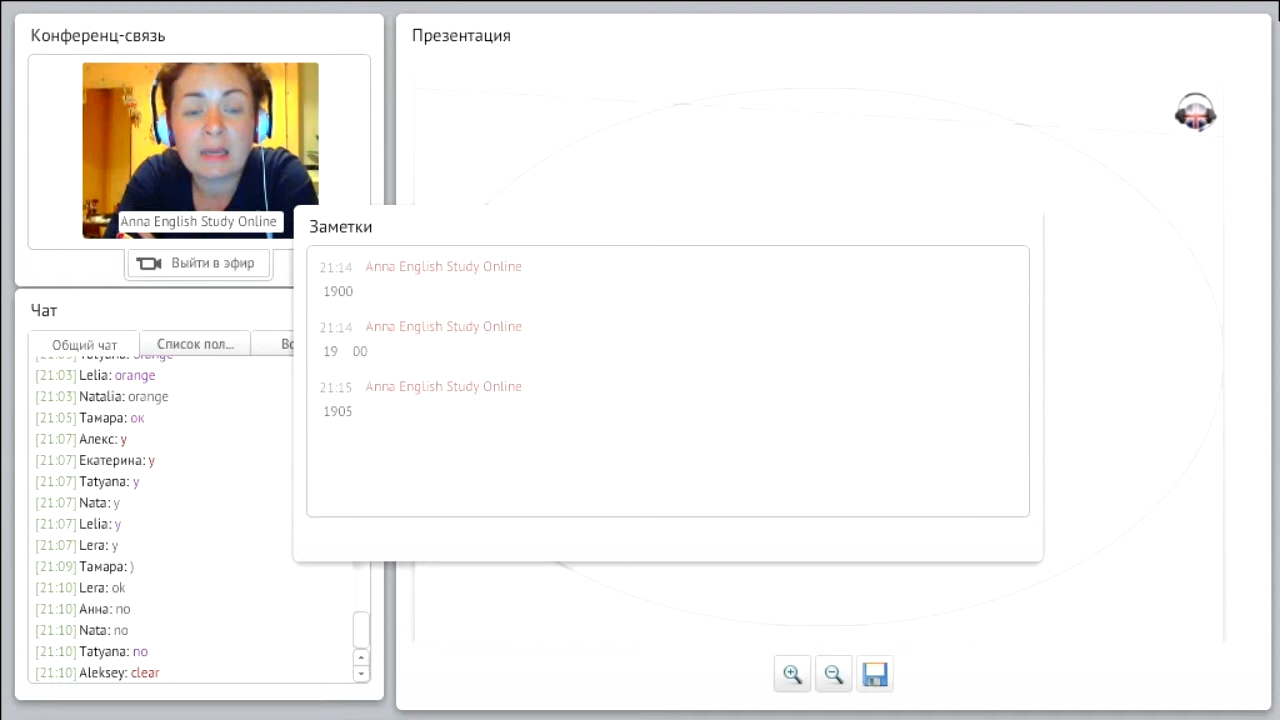 Конференц-связь
Anna English Study Online
Выйти в эфир
Чат
Общий чат
Список пол...
[21:03] Lelia: orange
[21:03] Natalia: orange
[21:05] Тамара: ок
[21:07] Алекс: у
[21:07] Екатерина: у
[21:07] Tatyana: y
[21:07] Nata: y
[21:07] Lelia: y
[21:07] Lera: y
[21:09] Тамара: )
[21:10] Lera: ok
[21:10] Анна: no
[21:10] Nata: no
[21:10] Tatyana: no
[21:10] Aleksey: clear
Презентация
Заметки
21:14 Anna English Study Online
1900
21:14 Anna English Study Online
19 00
21:15 Anna English Study Online
1905